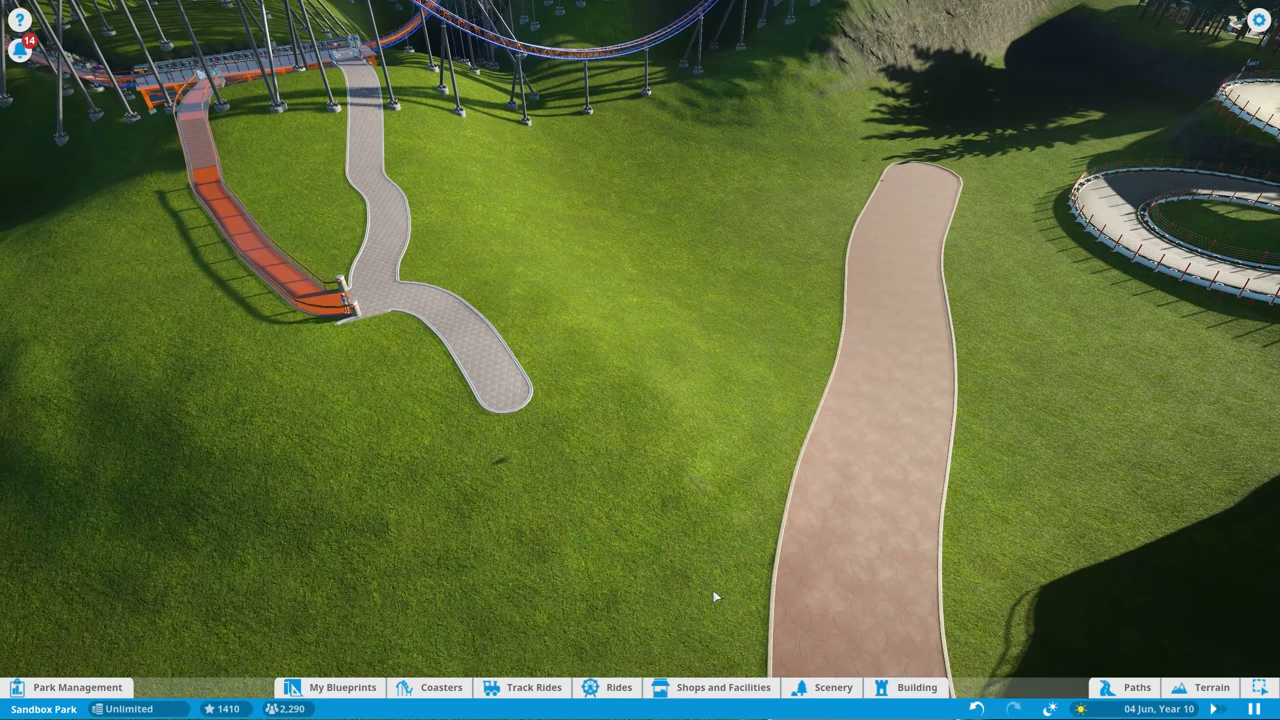 ?
14
Park Management
My Blueprints
Coasters
Track Rides
Rides
Shops and Facilities
Scenery
Building
Paths
Terrain
Sandbox Park
Unlimited
1410
2,290
04 Jun, Year 10